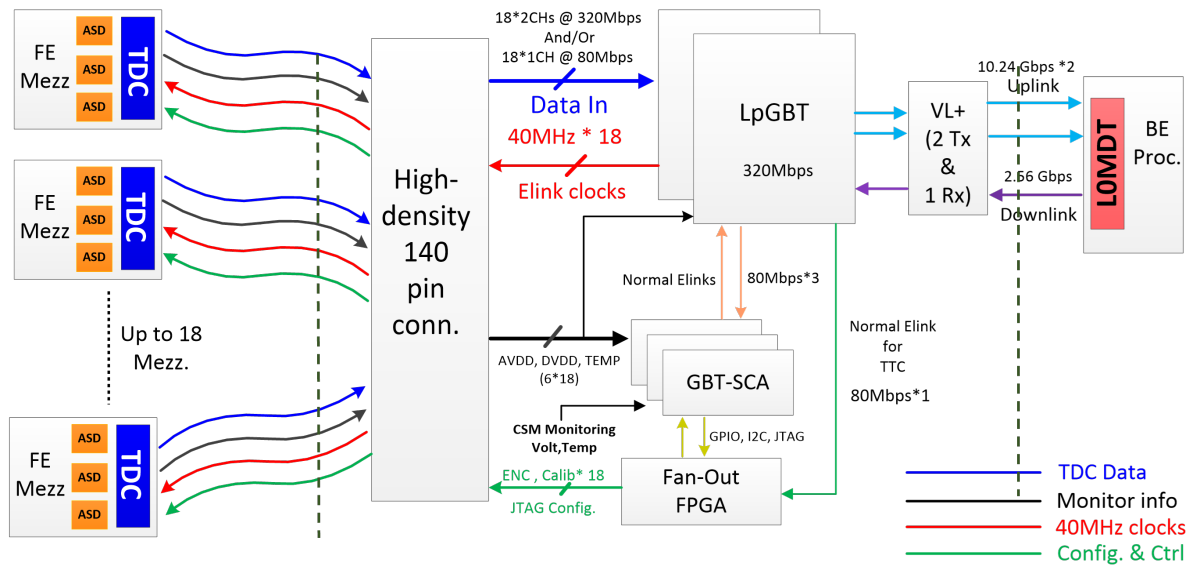 FE
Mezz
ASD
ASD
ASD
TDC
FE
Mezz
ASD
ASD
ASD
TDC
Up to 18
Mezz.
FE
Mezz
ASD
ASD
ASD
TDC
High-
density
140
pin
conn.
18*2CHs @ 320Mbps
And/Or
18*1CH @ 80Mbps
Data In
40MHz * 18
Elink clocks
LpGBT
320Mbps
VL+
(2 Tx
&
1 Rx)
10.24 Gbps *2
Uplink
2.56 Gbps
Downlink
L0MDT
BE
Proc.
Normal Elinks
80Mbps*3
AVDD, DVDD, TEMP
(6*18)
GBT-SCA
CSM Monitoring
Volt,Temp
GPIO, I2C, JTAG
Normal Elink
for
TTC
80Mbps*1
ENC , Calib* 18
JTAG Config.
Fan-Out
FPGA
TDC Data
Monitor info
40MHz clocks
Config. & Ctrl